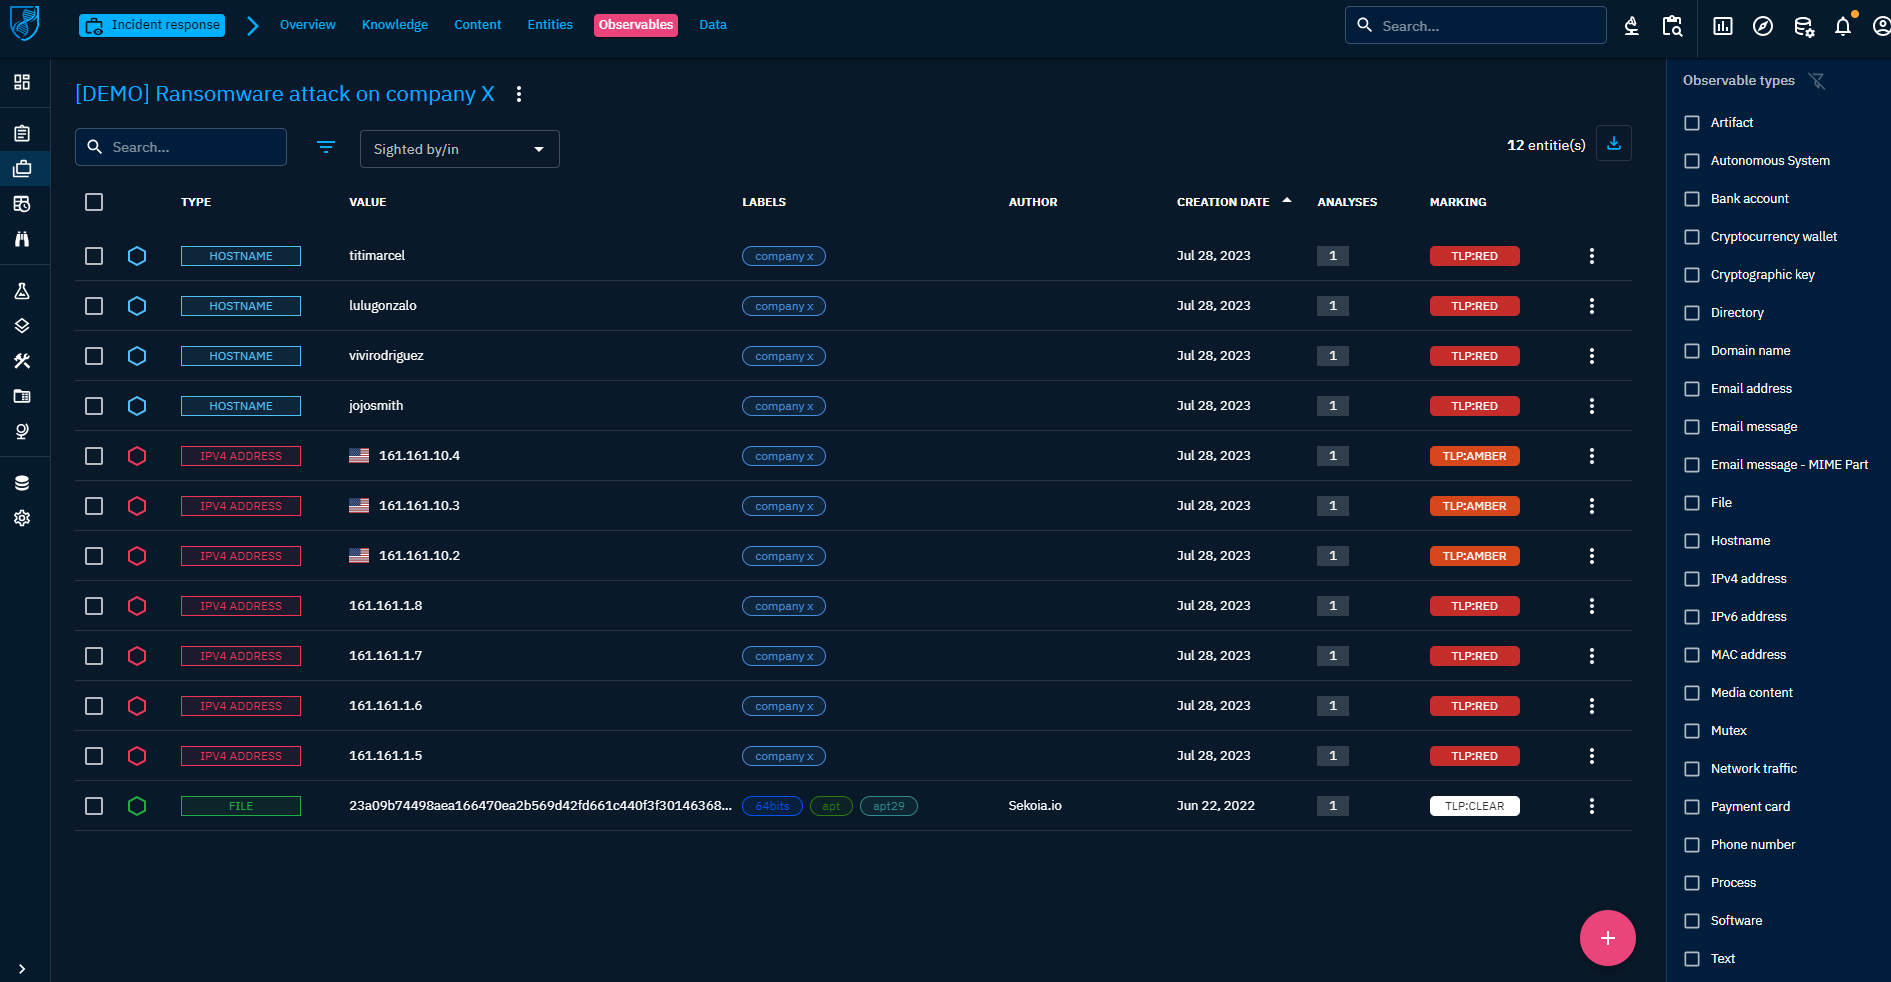 Incident response Overview Knowledge Content Entities Observables Data Search...
[DEMO] Ransomware attack on company X
Search... Sighted by/in 12 entitie(s)
TYPE VALUE LABELS AUTHOR CREATION DATE ANALYSES MARKING
HOSTNAME titimarcel company x Jul 28, 2023 1 TLP:RED
HOSTNAME lulugonzalo company x Jul 28, 2023 1 TLP:RED
HOSTNAME vivirodriguez company x Jul 28, 2023 1 TLP:RED
HOSTNAME jojosmith company x Jul 28, 2023 1 TLP:RED
IPV4 ADDRESS 161.161.10.4 company x Jul 28, 2023 1 TLP:AMBER
IPV4 ADDRESS 161.161.10.3 company x Jul 28, 2023 1 TLP:AMBER
IPV4 ADDRESS 161.161.10.2 company x Jul 28, 2023 1 TLP:AMBER
IPV4 ADDRESS 161.161.1.8 company x Jul 28, 2023 1 TLP:RED
IPV4 ADDRESS 161.161.1.7 company x Jul 28, 2023 1 TLP:RED
IPV4 ADDRESS 161.161.1.6 company x Jul 28, 2023 1 TLP:RED
IPV4 ADDRESS 161.161.1.5 company x Jul 28, 2023 1 TLP:RED
FILE 23a09b74498aea166470ea2b569d42fd661c440f3f30146368... 64bits apt apt29 Sekoia.io Jun 22, 2022 1 TLP:CLEAR
Observable types
Artifact
Autonomous System
Bank account
Cryptocurrency wallet
Cryptographic key
Directory
Domain name
Email address
Email message
Email message - MIME Part
File
Hostname
IPv4 address
IPv6 address
MAC address
Media content
Mutex
Network traffic
Payment card
Phone number
Process
Software
Text